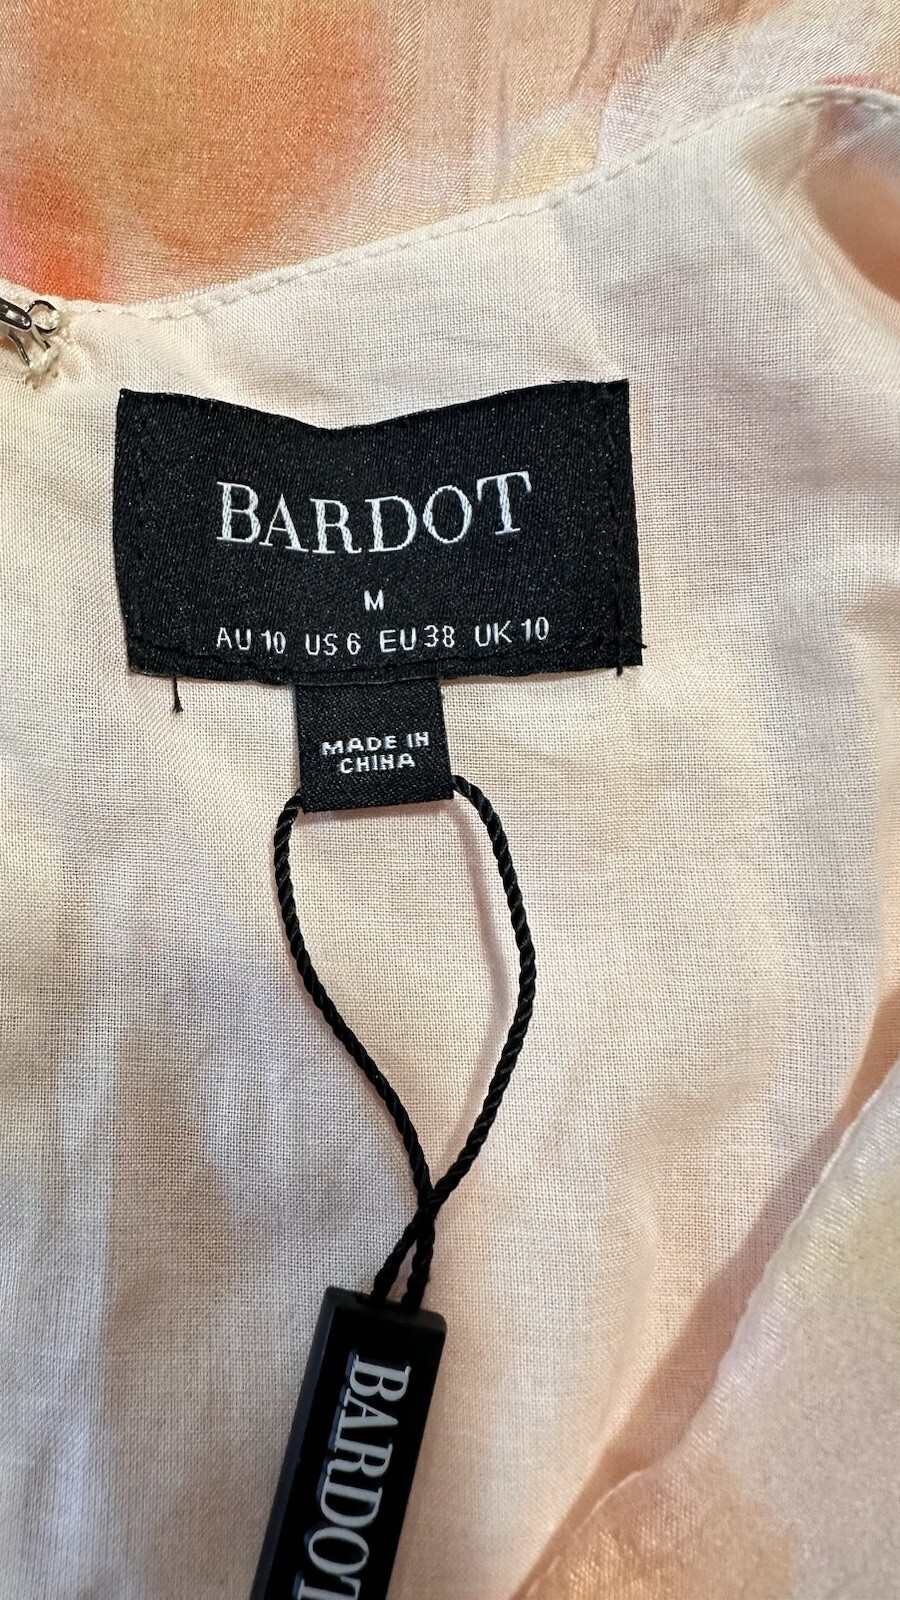 BARDOT
M
AU 10 US 6 EU 38 UK 10
MADE IN
CHINA
BARDOT